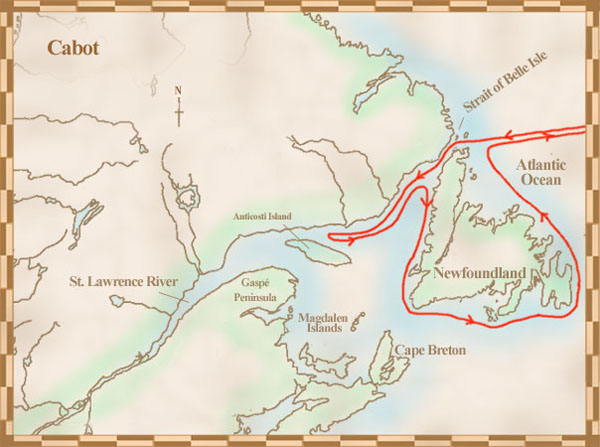 Cabot
Strait of Belle Isle
N
Atlantic
Ocean
Anticosti Island
St. Lawrence River
Gaspé
Peninsula
Newfoundland
Magdalen
Islands
Cape Breton